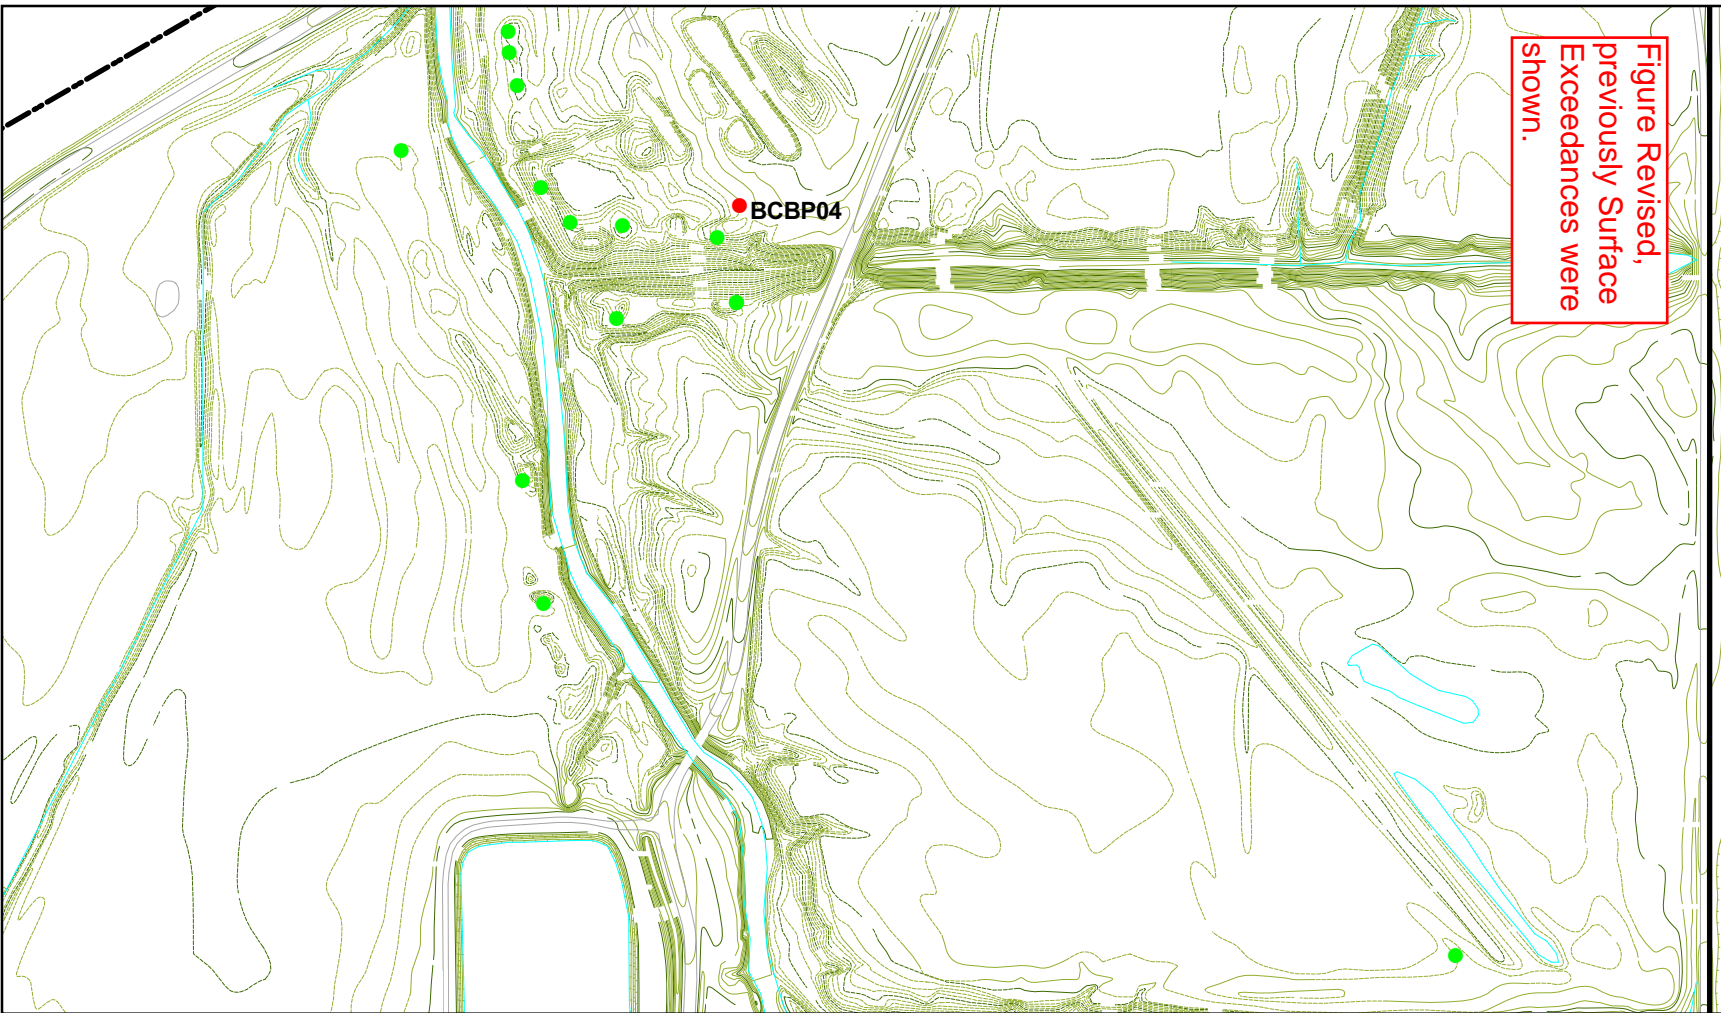 Figure Revised,
previously Surface
Exceedances were
shown.
BCBP04